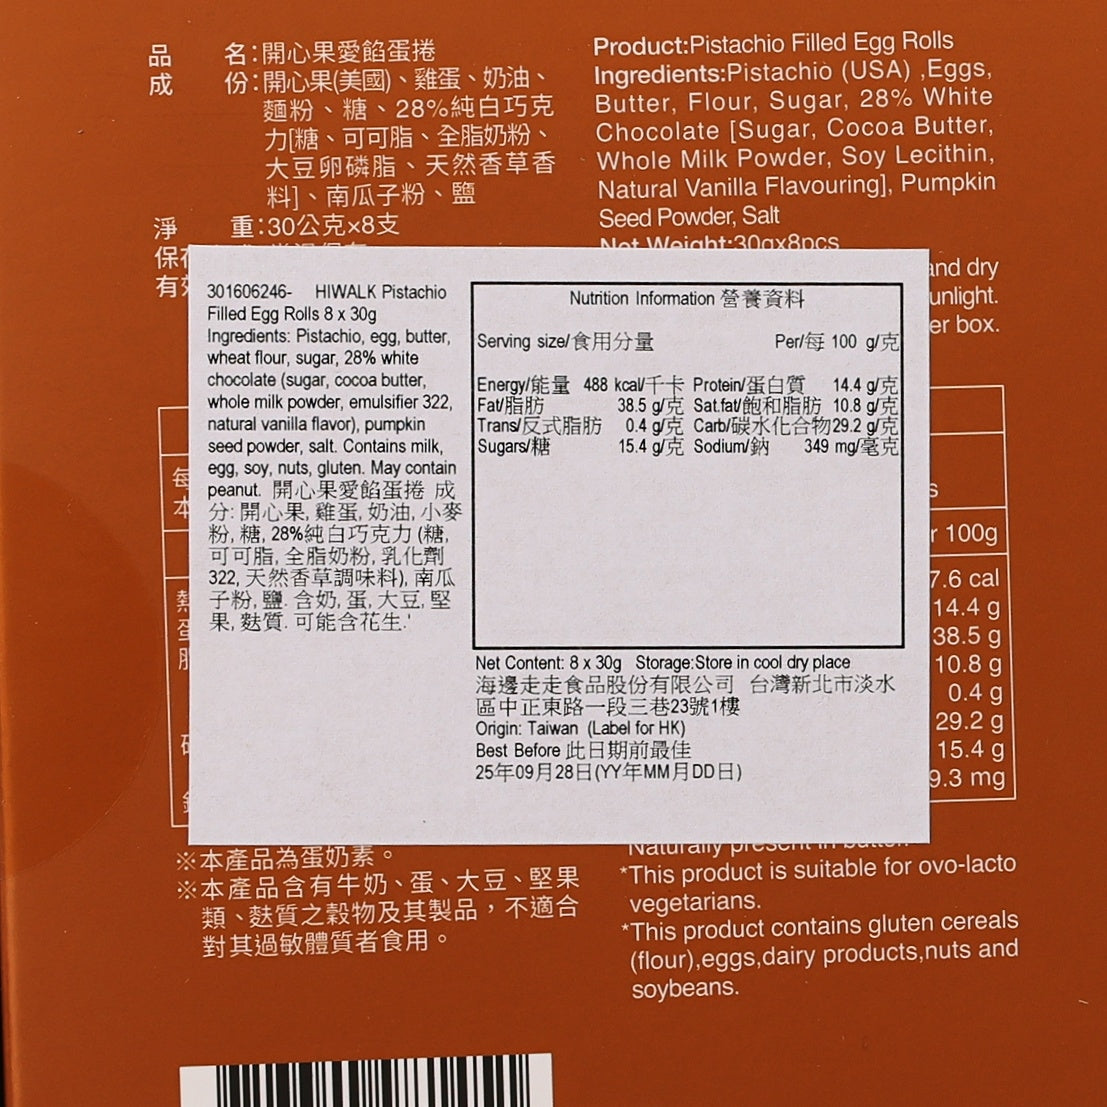 品 名:開心果愛餡蛋捲
成 份:開心果(美國)、雞蛋、奶油、
麵粉、糖、28%純白巧克
力[糖、可可脂、全脂奶粉、
大豆卵磷脂、天然香草香
料]、南瓜子粉、鹽
淨 重:30公克×8支
保存
有效
Product:Pistachio Filled Egg Rolls
Ingredients:Pistachio (USA) ,Eggs,
Butter, Flour, Sugar, 28% White
Chocolate [Sugar, Cocoa Butter,
Whole Milk Powder, Soy Lecithin,
Natural Vanilla Flavouring], Pumpkin
Seed Powder, Salt
Net Weight:30gx8pcs
and dry
unlight.
er box.
301606246- HIWALK Pistachio
Filled Egg Rolls 8 x 30g
Ingredients: Pistachio, egg, butter,
wheat flour, sugar, 28% white
chocolate (sugar, cocoa butter,
whole milk powder, emulsifier 322,
natural vanilla flavor), pumpkin
seed powder, salt. Contains milk,
egg, soy, nuts, gluten. May contain
peanut. 開心果愛餡蛋捲 成
分: 開心果, 雞蛋, 奶油, 小麥
粉, 糖, 28%純白巧克力 (糖,
可可脂, 全脂奶粉, 乳化劑
322, 天然香草調味料), 南瓜
子粉, 鹽. 含奶, 蛋, 大豆, 堅
果, 麩質. 可能含花生.'
Nutrition Information 營養資料
Serving size/食用分量 Per/每 100 g/克
Energy/能量 488 kcal/千卡 Protein/蛋白質 14.4 g/克
Fat/脂肪 38.5 g/克 Sat.fat/飽和脂肪 10.8 g/克
Trans/反式脂肪 0.4 g/克 Carb/碳水化合物29.2 g/克
Sugars/糖 15.4 g/克 Sodium/鈉 349 mg/毫克
Net Content: 8 x 30g Storage:Store in cool dry place
海邊走走食品股份有限公司 台灣新北市淡水
區中正東路一段三巷23號1樓
Origin: Taiwan (Label for HK)
Best Before 此日期前最佳
25年09月28日(YY年MM月DD日)
每
本
s
r 100g
7.6 cal
14.4 g
38.5 g
10.8 g
0.4 g
29.2 g
15.4 g
9.3 mg
※本產品為蛋奶素。
※本產品含有牛奶、蛋、大豆、堅果
類、麩質之穀物及其製品，不適合
對其過敏體質者食用。
Naturally present in butter.
*This product is suitable for ovo-lacto
vegetarians.
*This product contains gluten cereals
(flour),eggs,dairy products,nuts and
soybeans.